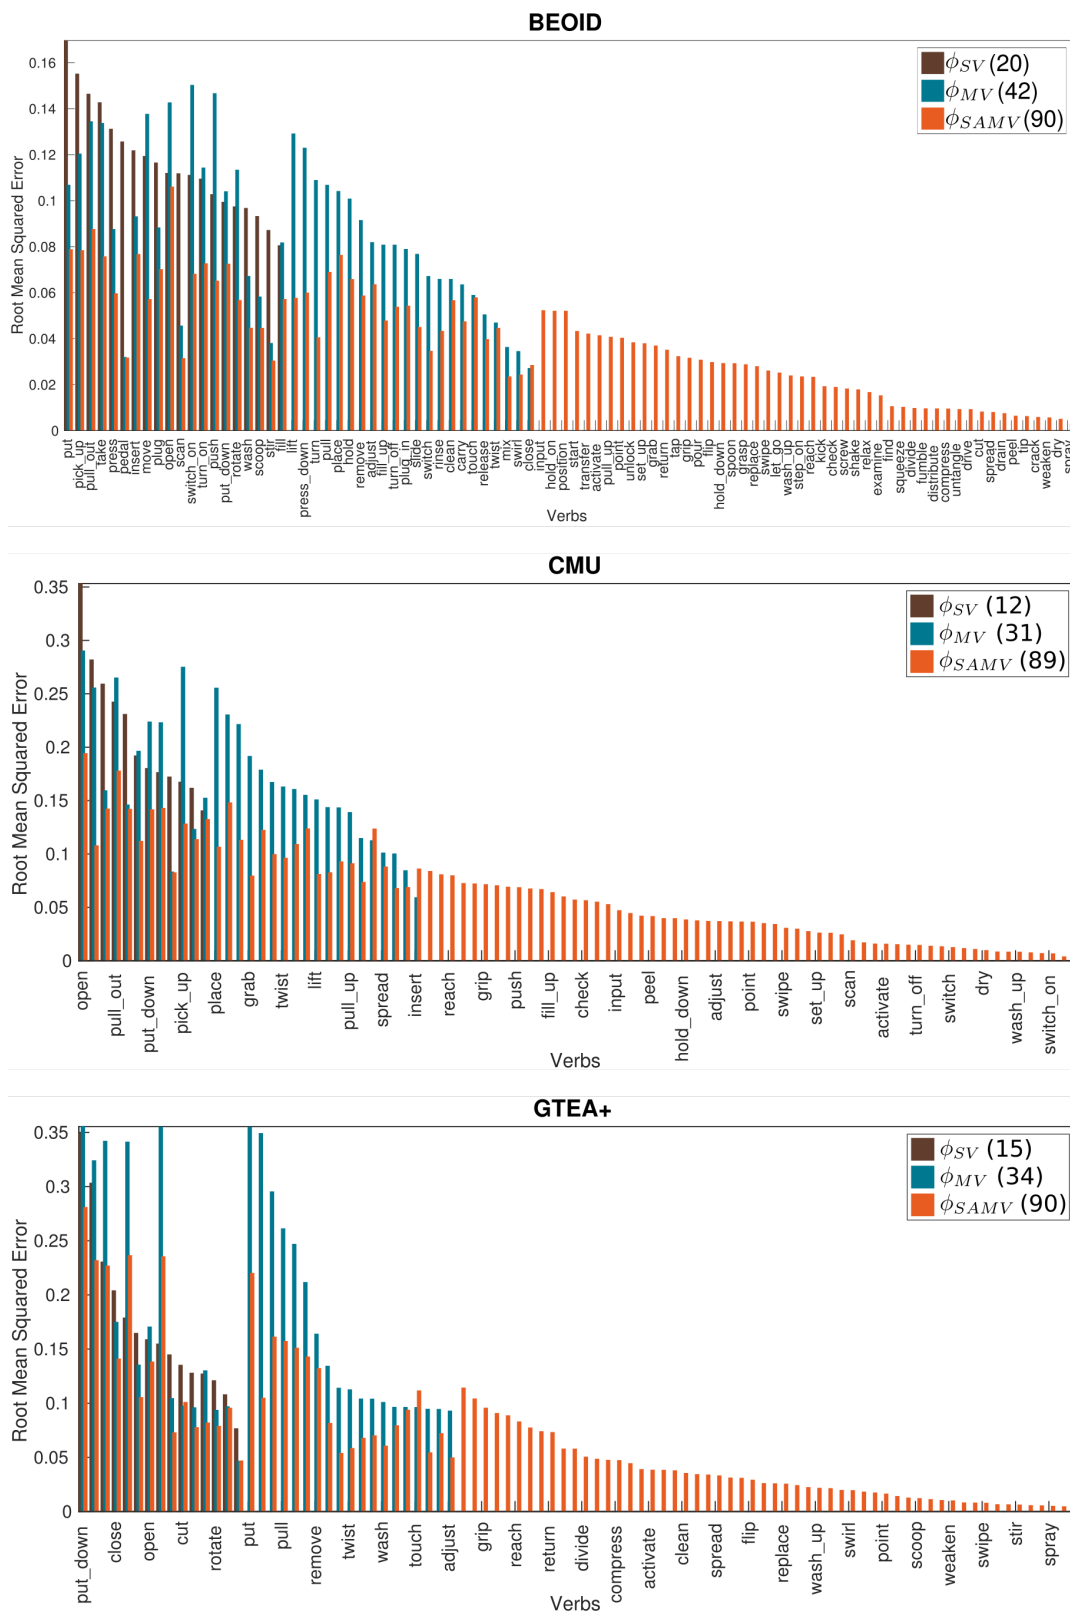 BEOID
Root Mean Squared Error
0.16
0.14
0.12
0.1
0.08
0.06
0.04
0.02
0
ϕSV (20)
ϕMV (42)
ϕSAMV (90)
put
pick_up
pull_out
take
press
pedal
insert
move
plug
open
scan
switch_on
turn_on
push
put_down
rotate
wash
scoop
stir
fill
lift
press_down
turn
pull
place
hold
remove
adjust
fill_up
turn_off
plug_in
slide
switch
rinse
clean
carry
touch
release
twist
mix
swirl
close
input
hold_on
position
start
transfer
activate
pull_up
point
unlock
set_up
grab
return
tap
grip
pour
flip
hold_down
spoon
grasp
replace
swipe
let_go
wash_up
step_on
reach
kick
check
screw
shake
relax
examine
find
squeeze
divide
fumble
distribute
compress
untangle
drive
cut
spread
drain
peel
tip
crack
weaken
dry
spray
Verbs
CMU
Root Mean Squared Error
0.35
0.3
0.25
0.2
0.15
0.1
0.05
0
ϕSV (12)
ϕMV (31)
ϕSAMV (89)
open
pull_out
put_down
pick_up
place
grab
twist
lift
pull_up
spread
insert
reach
grip
push
fill_up
check
input
peel
hold_down
adjust
point
swipe
set_up
scan
activate
turn_off
switch
dry
wash_up
switch_on
Verbs
GTEA+
Root Mean Squared Error
0.35
0.3
0.25
0.2
0.15
0.1
0.05
0
ϕSV (15)
ϕMV (34)
ϕSAMV (90)
put_down
close
open
cut
rotate
put
pull
remove
twist
wash
touch
adjust
grip
reach
return
divide
compress
activate
clean
spread
flip
replace
wash_up
swirl
point
scoop
weaken
swipe
stir
spray
Verbs